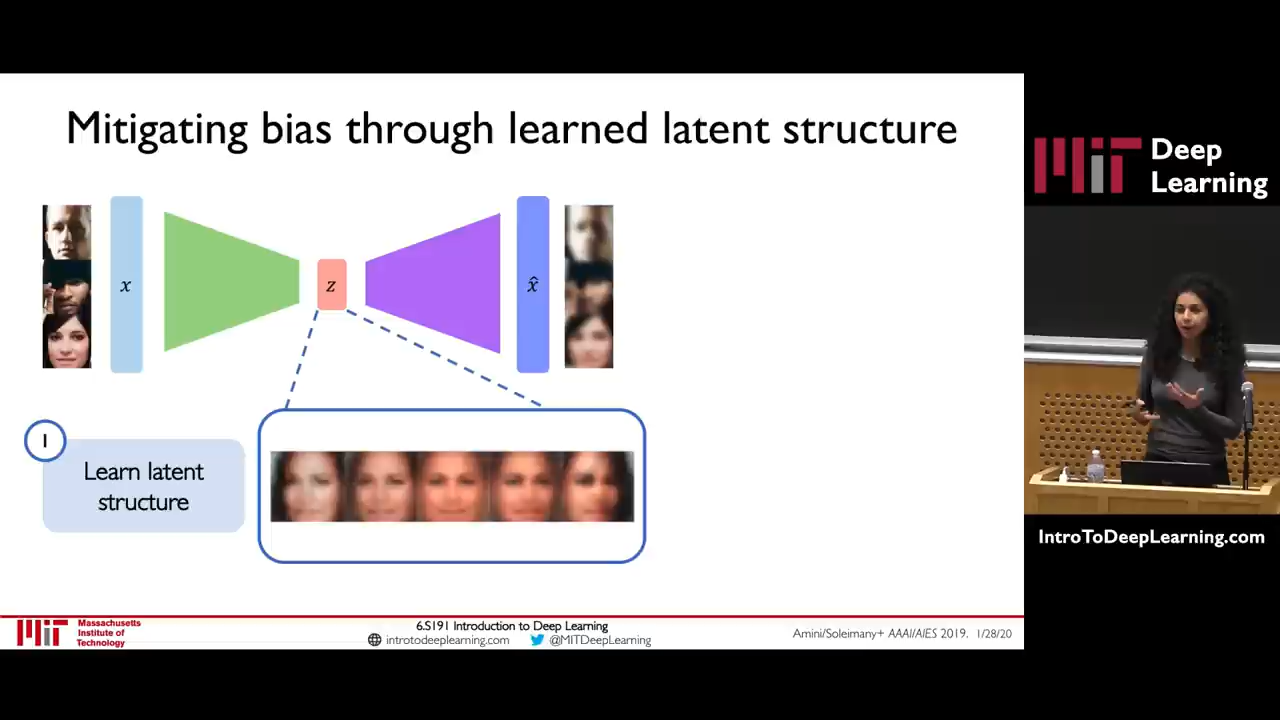 Mitigating bias through learned latent structure
x
z
x̂
1
Learn latent
structure
Massachusetts
Institute of
Technology
6.S191 Introduction to Deep Learning
introtodeeplearning.com @MITDeepLearning
Amini/Soleimany+ AAAI/AIES 2019. 1/28/20
MIT Deep
Learning
IntroToDeepLearning.com